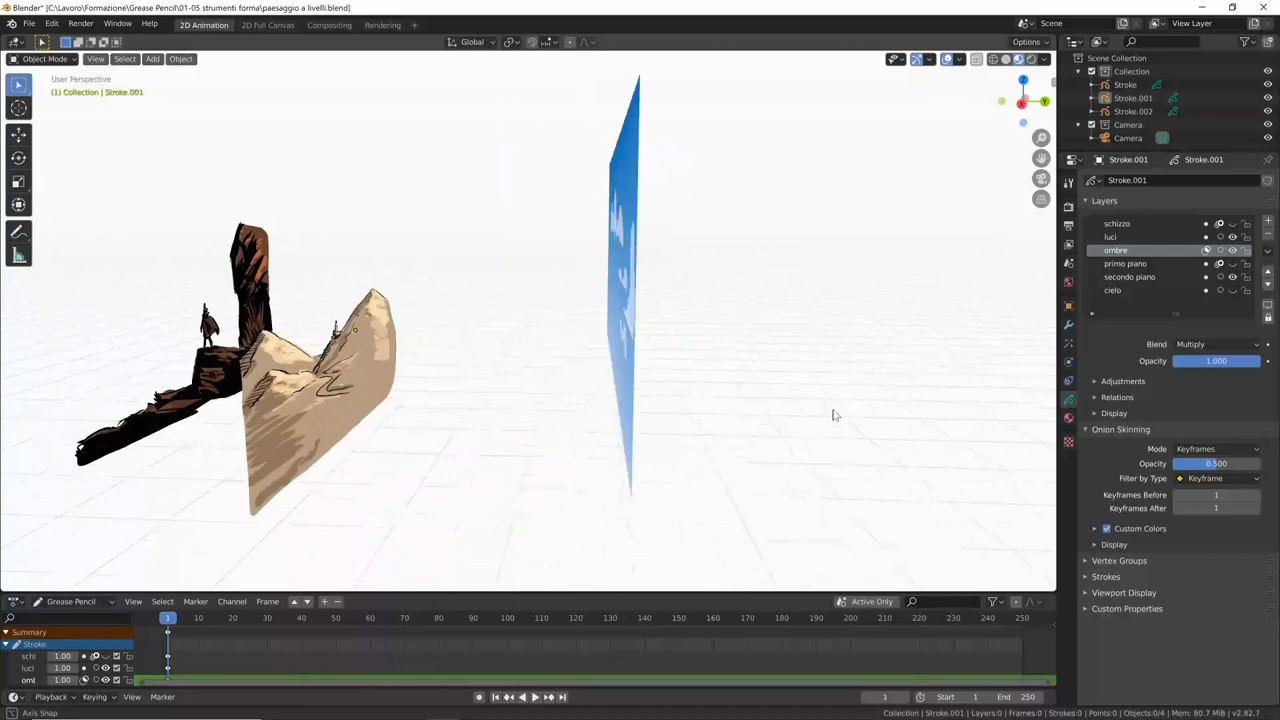 Blender* [C:\Lavoro\Formazione\Grease Pencil\01-05 strumenti forma\paesaggio a livelli.blend]
File Edit Render Window Help 2D Animation 2D Full Canvas Compositing Rendering Scene View Layer
Global Options
Object Mode View Select Add Object
User Perspective
(1) Collection | Stroke.001
Z
Y
X
Scene Collection
Collection
Stroke
Stroke.001
Stroke.002
Camera
Camera
Stroke.001 Stroke.001
Stroke.001
Layers
schizzo
luci
ombre
primo piano
secondo piano
cielo
Blend Multiply
Opacity 1.000
Adjustments
Relations
Display
Onion Skinning
Mode Keyframes
Opacity 0.500
Filter by Type Keyframe
Keyframes Before 1
Keyframes After 1
Custom Colors
Display
Vertex Groups
Strokes
Viewport Display
Custom Properties
Grease Pencil View Select Marker Channel Frame Active Only
1 10 20 30 40 50 60 70 80 90 100 110 120 130 140 150 160 170 180 190 200 210 220 230 240 250
Summary
Stroke
schi 1.00
luci 1.00
oml 1.00
Playback Keying View Marker 1 Start 1 End 250
Axis Snap Collection | Stroke.001 | Layers:0 | Frames:0 | Strokes:0 | Points:0 | Objects:0/4 | Mem: 80.7 MiB | v2.82.7